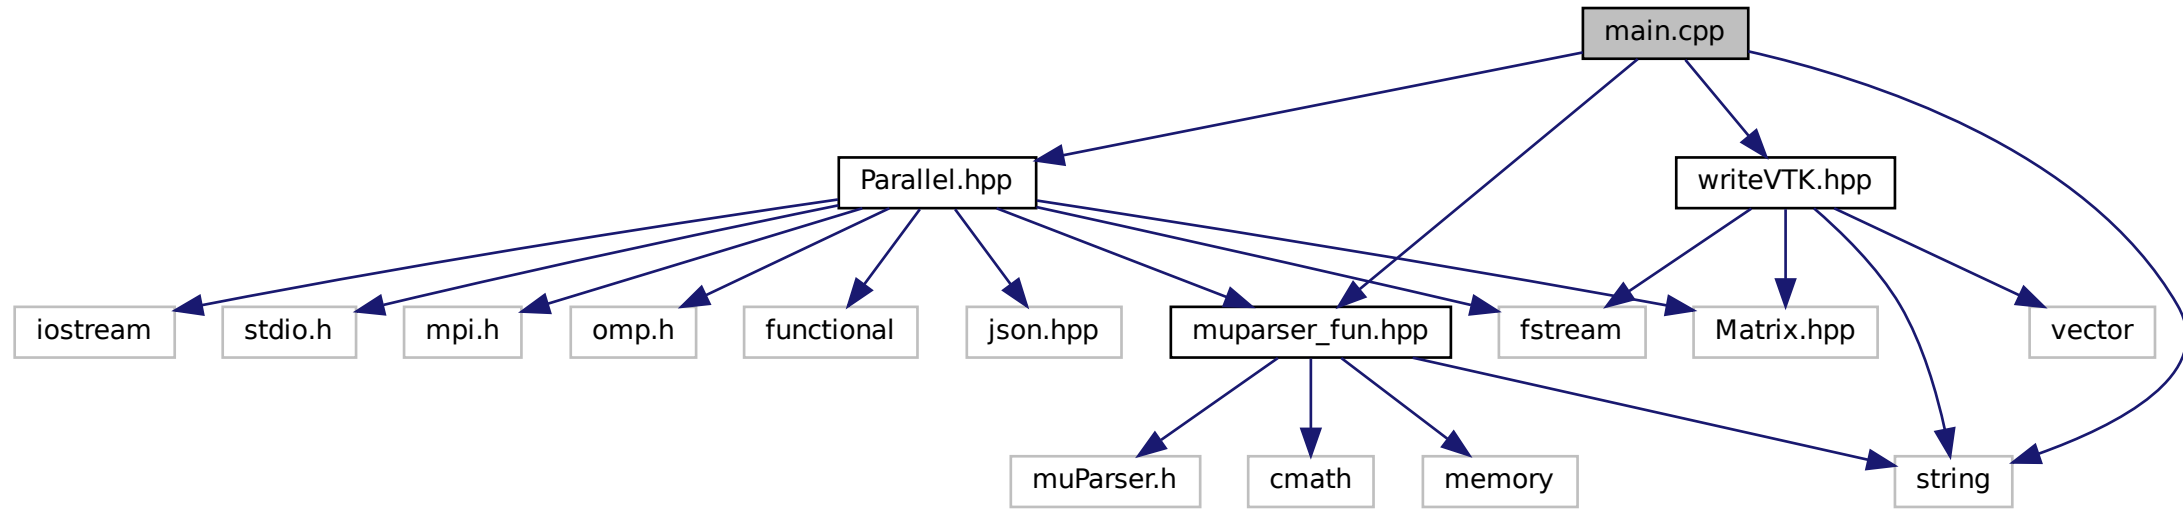 main.cpp
Parallel.hpp
writeVTK.hpp
iostream
stdio.h
mpi.h
omp.h
functional
json.hpp
muparser_fun.hpp
fstream
Matrix.hpp
vector
muParser.h
cmath
memory
string